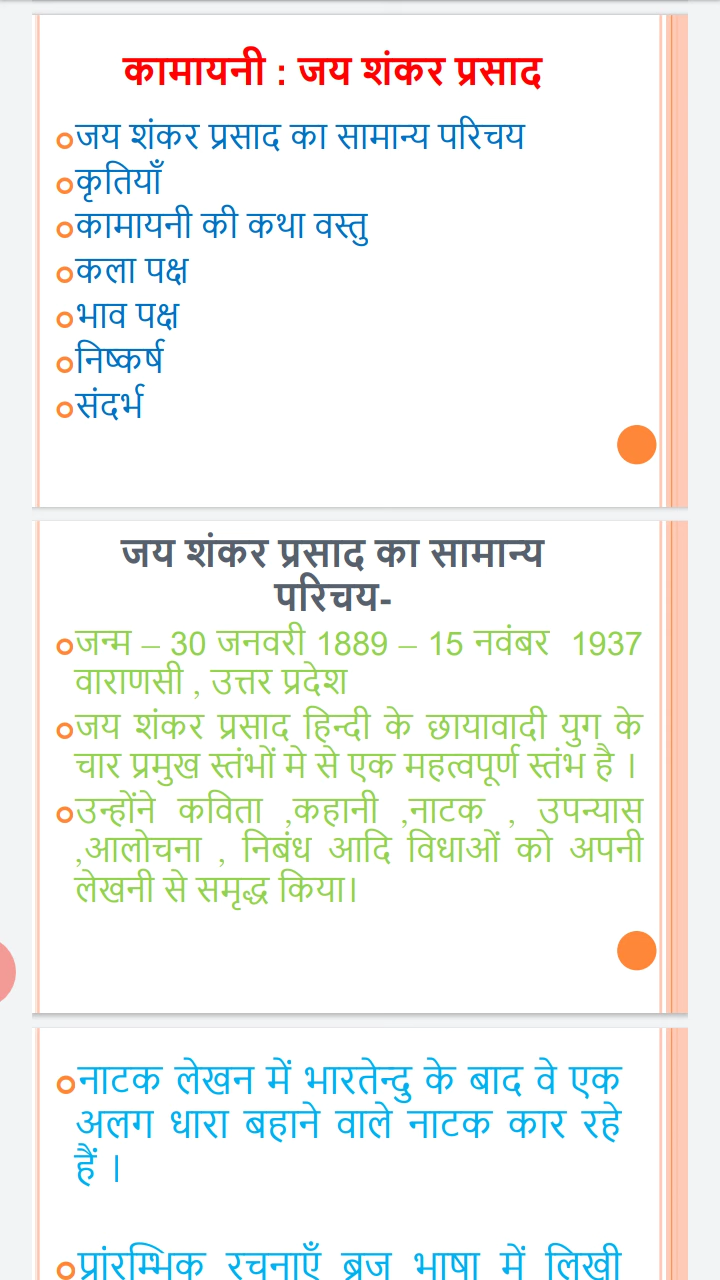 कामायनी : जय शंकर प्रसाद
जय शंकर प्रसाद का सामान्य परिचय
कृतियाँ
कामायनी की कथा वस्तु
कला पक्ष
भाव पक्ष
निष्कर्ष
संदर्भ
जय शंकर प्रसाद का सामान्य
परिचय-
जन्म – 30 जनवरी 1889 – 15 नवंबर 1937
वाराणसी , उत्तर प्रदेश
जय शंकर प्रसाद हिन्दी के छायावादी युग के
चार प्रमुख स्तंभों मे से एक महत्वपूर्ण स्तंभ है ।
उन्होंने कविता ,कहानी ,नाटक , उपन्यास
,आलोचना , निबंध आदि विधाओं को अपनी
लेखनी से समृद्ध किया।
नाटक लेखन में भारतेन्दु के बाद वे एक
अलग धारा बहाने वाले नाटक कार रहे
हैं ।
प्रांरम्भिक रचनाएँ ब्रज भाषा में लिखी